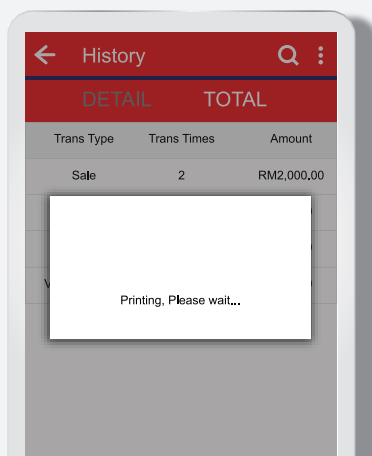 History
DETAIL TOTAL
Trans Type Trans Times Amount
Sale 2 RM2,000.00
Printing, Please wait...